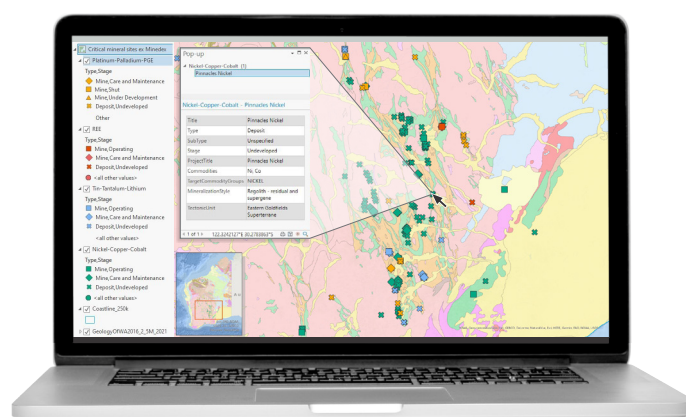 Critical mineral sites ex Minedex
Platinum-Palladium-PGE
Type,Stage
Mine,Care and Maintenance
Mine,Shut
Mine,Under Development
Deposit,Undeveloped
Other
REE
Type,Stage
Mine,Operating
Mine,Care and Maintenance
Deposit,Undeveloped
<all other values>
Tin-Tantalum-Lithium
Type,Stage
Mine,Operating
Mine,Care and Maintenance
Deposit,Undeveloped
<all other values>
Nickel-Copper-Cobalt
Type,Stage
Mine,Operating
Mine,Care and Maintenance
Deposit,Undeveloped
<all other values>
Coastline_250k
GeologyOfWA2016_2_5M_2021
Pop-up
Nickel-Copper-Cobalt (1)
Pinnacles Nickel
Nickel-Copper-Cobalt - Pinnacles Nickel
Title Pinnacles Nickel
Type Deposit
SubType Unspecified
Stage Undeveloped
ProjectTitle Pinnacles Nickel
Commodities Ni; Co
TargetCommodityGroups NICKEL
MineralizationStyle Regolith - residual and
supergene
TectonicUnit Eastern Goldfields
Superterrane
1 of 1